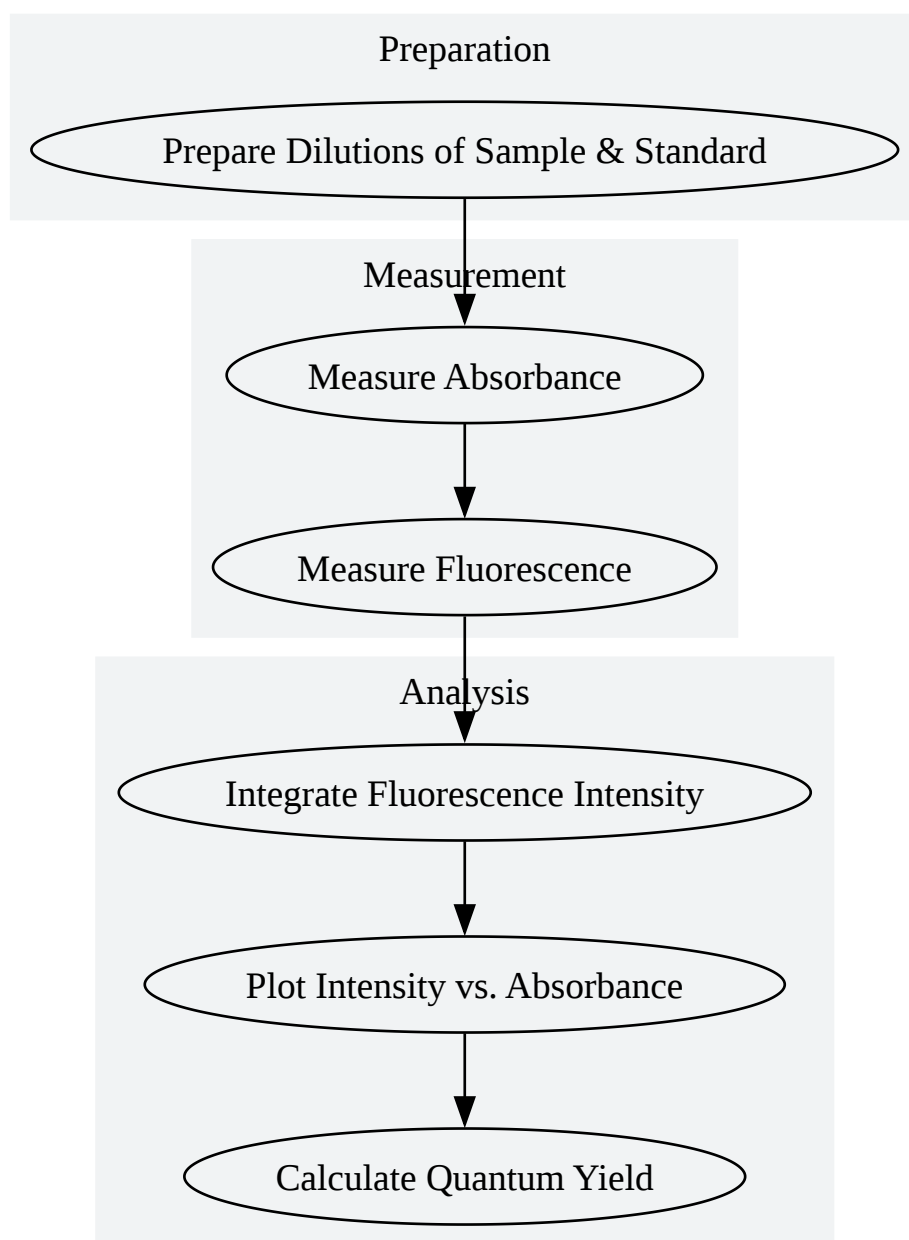 Preparation
Prepare Dilutions of Sample & Standard
Measurement
Measure Absorbance
Measure Fluorescence
Analysis
Integrate Fluorescence Intensity
Plot Intensity vs. Absorbance
Calculate Quantum Yield